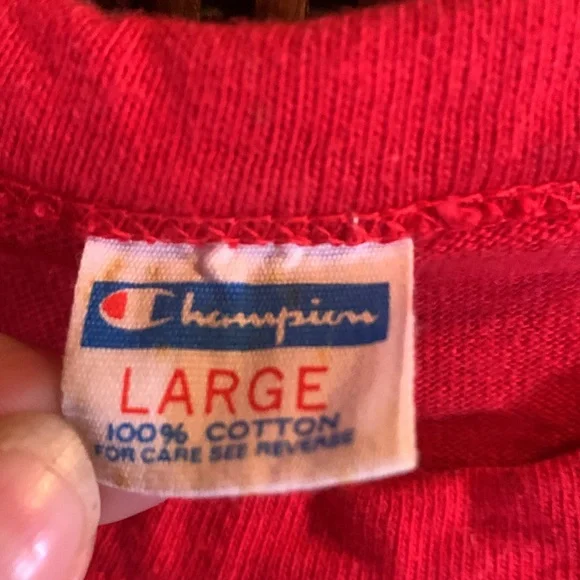 Champion
LARGE
100% COTTON
FOR CARE SEE REVERSE